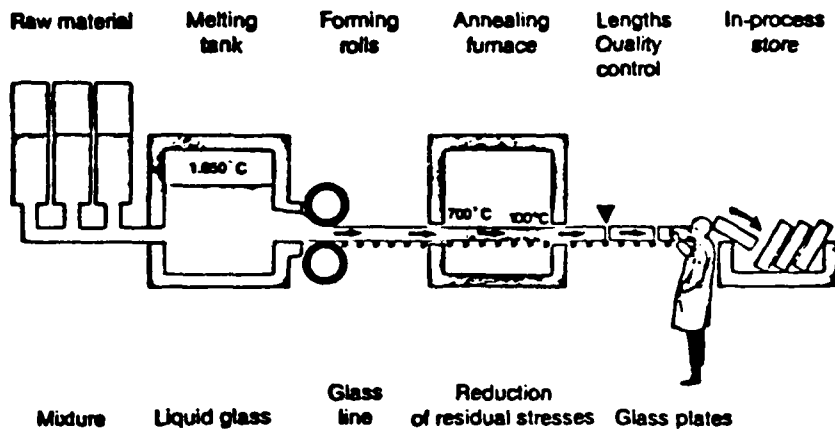 Raw material
Melting
tank
Forming
rolls
Annealing
furnace
Lengths
Quality
control
In-process
store
1.650°C
700°C
100°C
Mixture
Liquid glass
Glass
line
Reduction
of residual stresses
Glass plates